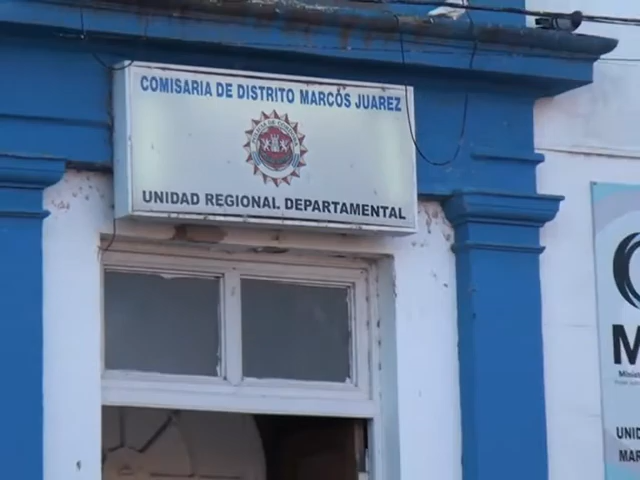 COMISARIA DE DISTRITO MARCOS JUAREZ
UNIDAD REGIONAL DEPARTAMENTAL